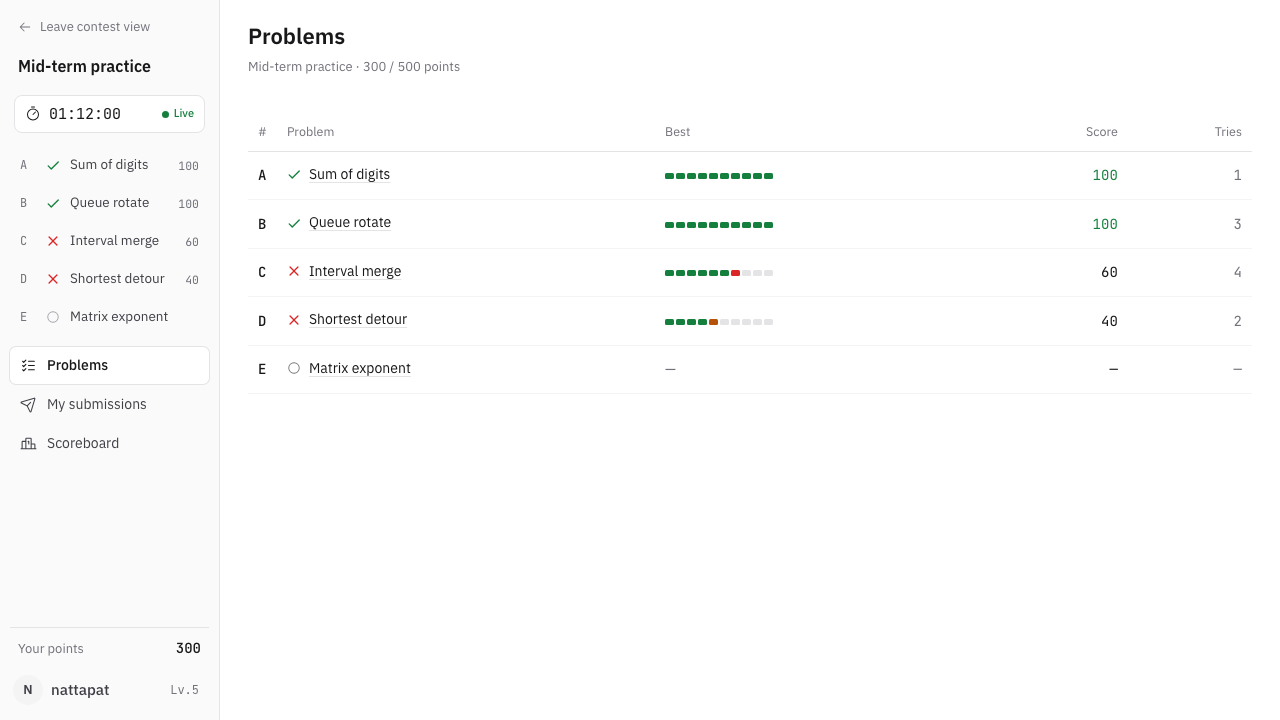 Leave contest view
Mid-term practice
01:12:00 Live
A Sum of digits 100
B Queue rotate 100
C Interval merge 60
D Shortest detour 40
E Matrix exponent
Problems
My submissions
Scoreboard
Your points 300
N nattapat Lv.5
Problems
Mid-term practice · 300 / 500 points
# Problem Best Score Tries
A Sum of digits 100 1
B Queue rotate 100 3
C Interval merge 60 4
D Shortest detour 40 2
E Matrix exponent — — —